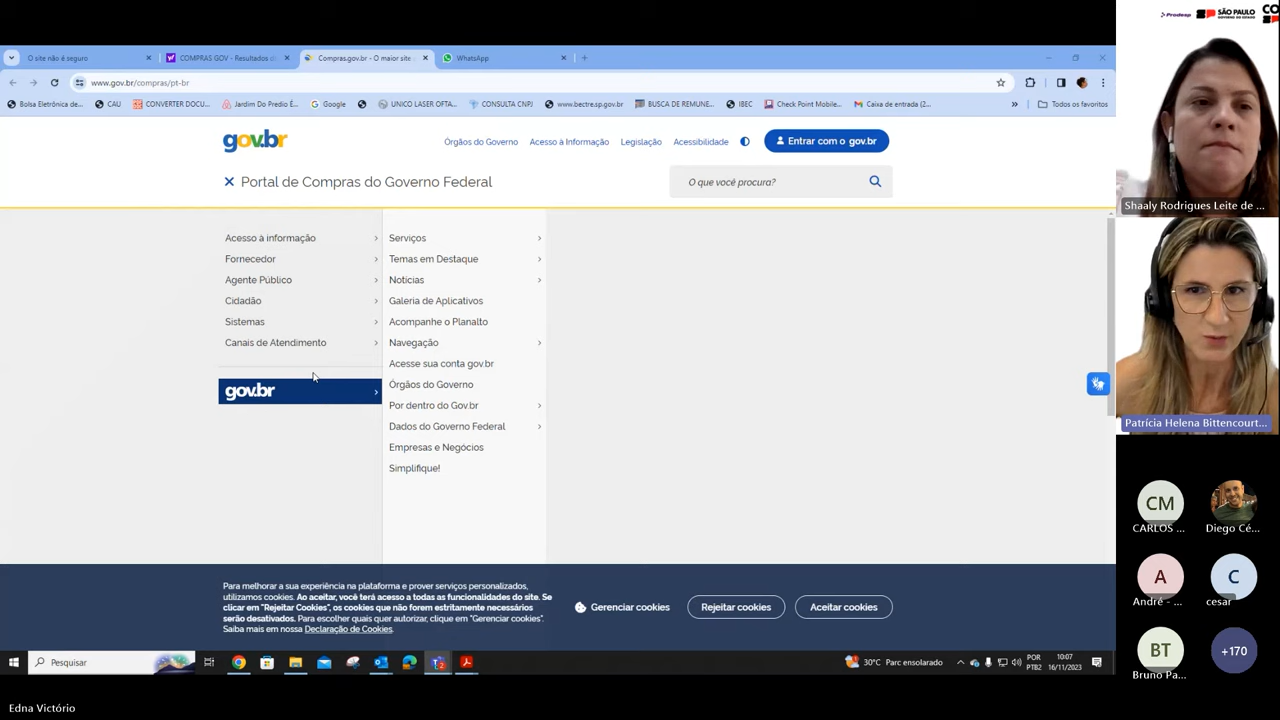 Prodesp
SÃO PAULO
GOVERNO DO ESTADO
CO
O site não é seguro
COMPRAS GOV - Resultados d
Compras.gov.br - O maior site
WhatsApp
www.gov.br/compras/pt-br
Bolsa Eletrônica de...
CAU
CONVERTER DOCU...
Jardim Do Predio É...
Google
UNICO LASER OFTA...
CONSULTA CNPJ
www.bectre.sp.gov.br
BUSCA DE REMUNE...
IBEC
Check Point Mobile...
Caixa de entrada (2...
»
Todos os favoritos
gov.br
Órgãos do Governo
Acesso à Informação
Legislação
Acessibilidade
Entrar com o gov.br
Portal de Compras do Governo Federal
O que você procura?
Acesso à informação
Fornecedor
Agente Público
Cidadão
Sistemas
Canais de Atendimento
gov.br
Serviços
Temas em Destaque
Notícias
Galeria de Aplicativos
Acompanhe o Planalto
Navegação
Acesse sua conta gov.br
Órgãos do Governo
Por dentro do Gov.br
Dados do Governo Federal
Empresas e Negócios
Simplifique!
Para melhorar a sua experiência na plataforma e prover serviços personalizados,
utilizamos cookies. Ao aceitar, você terá acesso a todas as funcionalidades do site. Se
clicar em "Rejeitar Cookies", os cookies que não forem estritamente necessários
serão desativados. Para escolher quais quer autorizar, clique em "Gerenciar cookies".
Saiba mais em nossa Declaração de Cookies.
Gerenciar cookies
Rejeitar cookies
Aceitar cookies
Pesquisar
30°C Parc ensolarado
POR
PTB2
10:07
16/11/2023
Shaaly Rodrigues Leite de ...
Patrícia Helena Bittencourt...
CM
CARLOS ...
Diego Cé...
A
André - ...
C
cesar
BT
Bruno Pa...
+170
Edna Victório